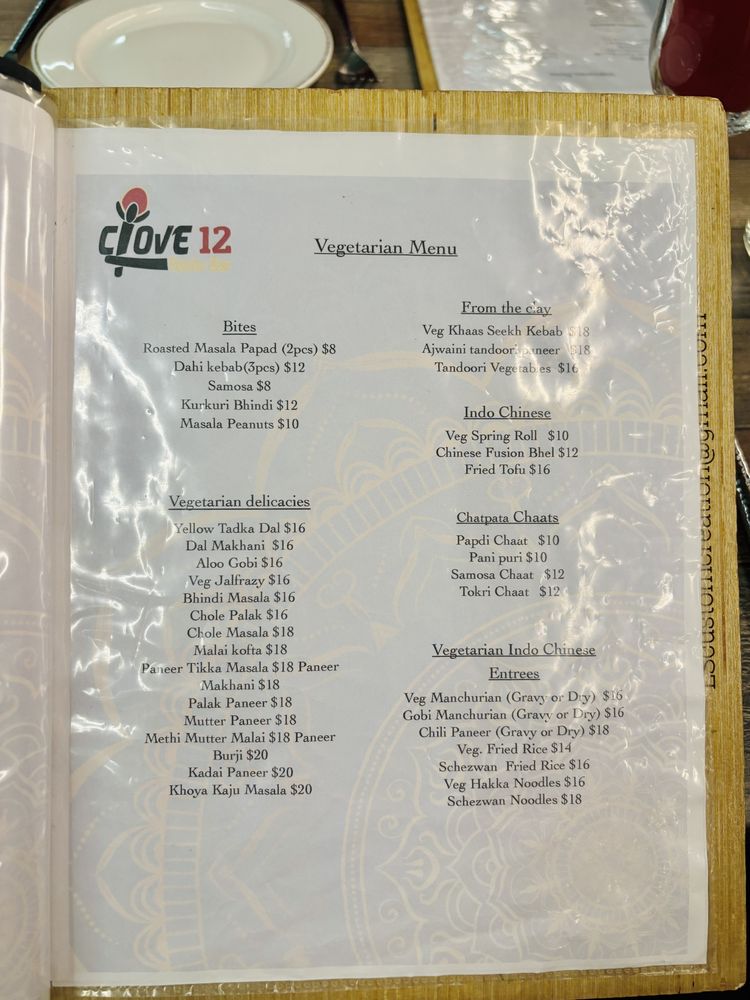 CLOVE 12
Vegetarian Menu
Bites
Roasted Masala Papad (2pcs) $8
Dahi kebab(3pcs) $12
Samosa $8
Kurkuri Bhindi $12
Masala Peanuts $10
Vegetarian delicacies
Yellow Tadka Dal $16
Dal Makhani $16
Aloo Gobi $16
Veg Jalfrazy $16
Bhindi Masala $16
Chole Palak $16
Chole Masala $18
Malai kofta $18
Paneer Tikka Masala $18 Paneer
Makhani $18
Palak Paneer $18
Mutter Paneer $18
Methi Mutter Malai $18 Paneer
Burji $20
Kadai Paneer $20
Khoya Kaju Masala $20
From the clay
Veg Khaas Seekh Kebab $18
Ajwaini tandoori paneer $18
Tandoori Vegetables $16
Indo Chinese
Veg Spring Roll $10
Chinese Fusion Bhel $12
Fried Tofu $16
Chatpata Chaats
Papdi Chaat $10
Pani puri $10
Samosa Chaat $12
Tokri Chaat $12
Vegetarian Indo Chinese
Entrees
Veg Manchurian (Gravy or Dry) $16
Gobi Manchurian (Gravy or Dry) $16
Chili Paneer (Gravy or Dry) $18
Veg. Fried Rice $14
Schezwan Fried Rice $16
Veg Hakka Noodles $16
Schezwan Noodles $18